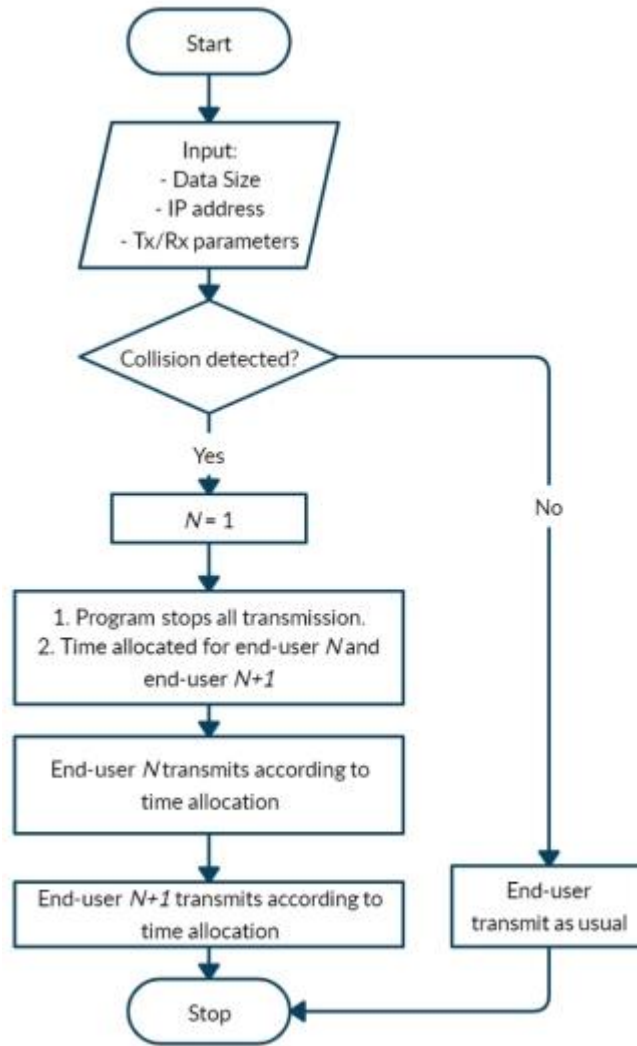 Start
Input:
- Data Size
- IP address
- Tx/Rx parameters
Collision detected?
Yes
No
N = 1
1. Program stops all transmission.
2. Time allocated for end-user N and
end-user N+1
End-user N transmits according to
time allocation
End-user N+1 transmits according to
time allocation
End-user
transmit as usual
Stop